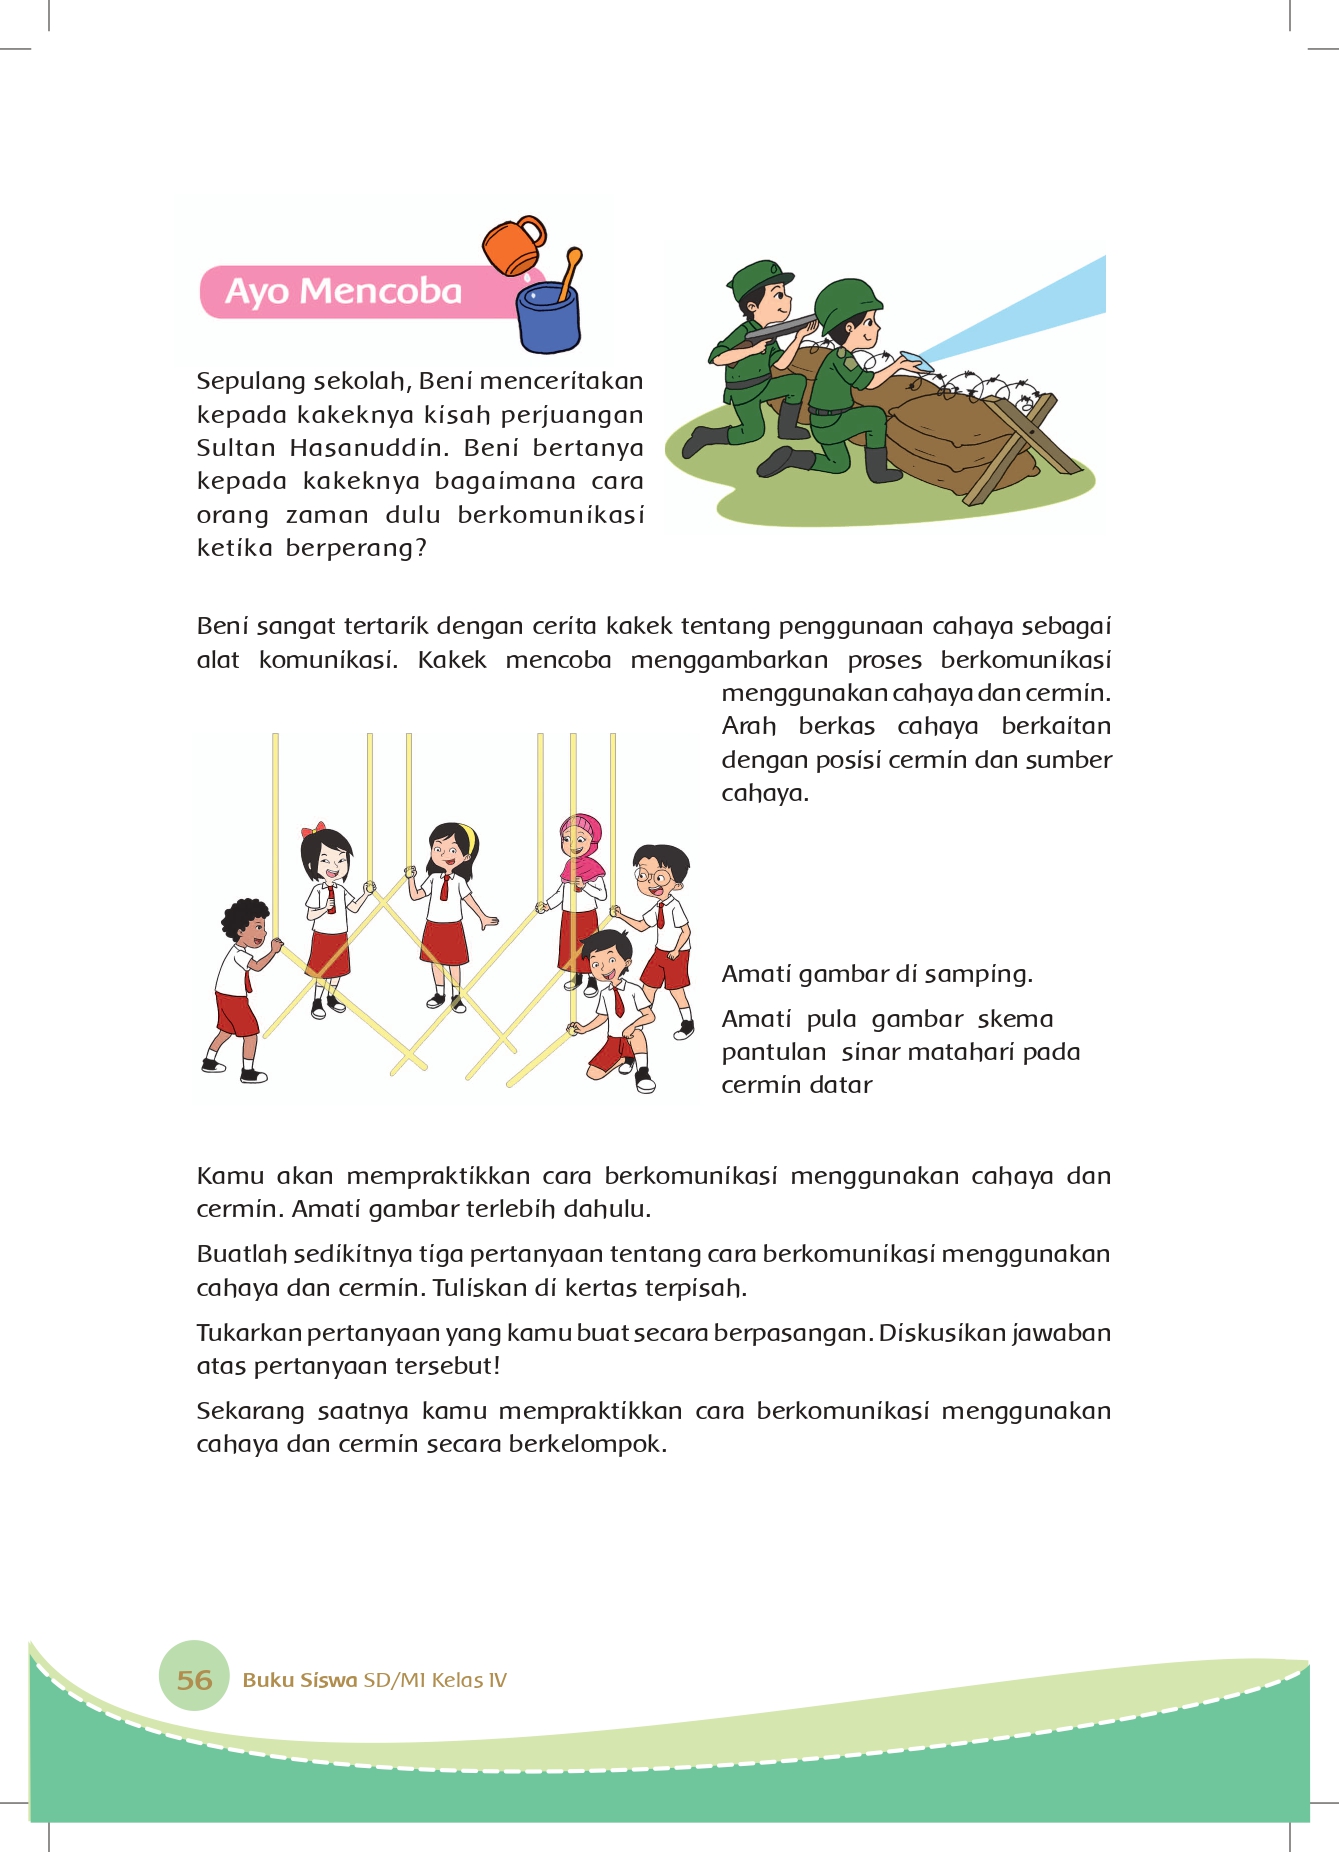 Ayo Mencoba
Sepulang sekolah, Beni menceritakan
kepada kakeknya kisah perjuangan
Sultan Hasanuddin. Beni bertanya
kepada kakeknya bagaimana cara
orang zaman dulu berkomunikasi
ketika berperang?
Beni sangat tertarik dengan cerita kakek tentang penggunaan cahaya sebagai
alat komunikasi. Kakek mencoba menggambarkan proses berkomunikasi
menggunakan cahaya dan cermin.
Arah berkas cahaya berkaitan
dengan posisi cermin dan sumber
cahaya.
Amati gambar di samping.
Amati pula gambar skema
pantulan sinar matahari pada
cermin datar
Kamu akan mempraktikkan cara berkomunikasi menggunakan cahaya dan
cermin. Amati gambar terlebih dahulu.
Buatlah sedikitnya tiga pertanyaan tentang cara berkomunikasi menggunakan
cahaya dan cermin. Tuliskan di kertas terpisah.
Tukarkan pertanyaan yang kamu buat secara berpasangan. Diskusikan jawaban
atas pertanyaan tersebut!
Sekarang saatnya kamu mempraktikkan cara berkomunikasi menggunakan
cahaya dan cermin secara berkelompok.
56
Buku Siswa SD/MI Kelas IV